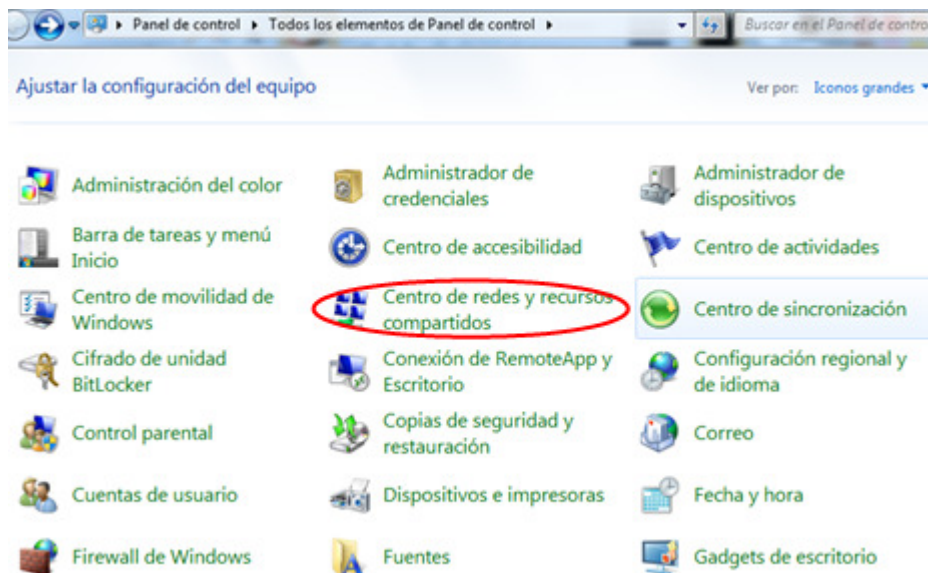 Panel de control ▸ Todos los elementos de Panel de control ▸
Buscar en el Panel de contro
Ajustar la configuración del equipo
Ver por: Iconos grandes
Administración del color
Administrador de
credenciales
Administrador de
dispositivos
Barra de tareas y menú
Inicio
Centro de accesibilidad
Centro de actividades
Centro de movilidad de
Windows
Centro de redes y recursos
compartidos
Centro de sincronización
Cifrado de unidad
BitLocker
Conexión de RemoteApp y
Escritorio
Configuración regional y
de idioma
Control parental
Copias de seguridad y
restauración
Correo
Cuentas de usuario
Dispositivos e impresoras
Fecha y hora
Firewall de Windows
Fuentes
Gadgets de escritorio